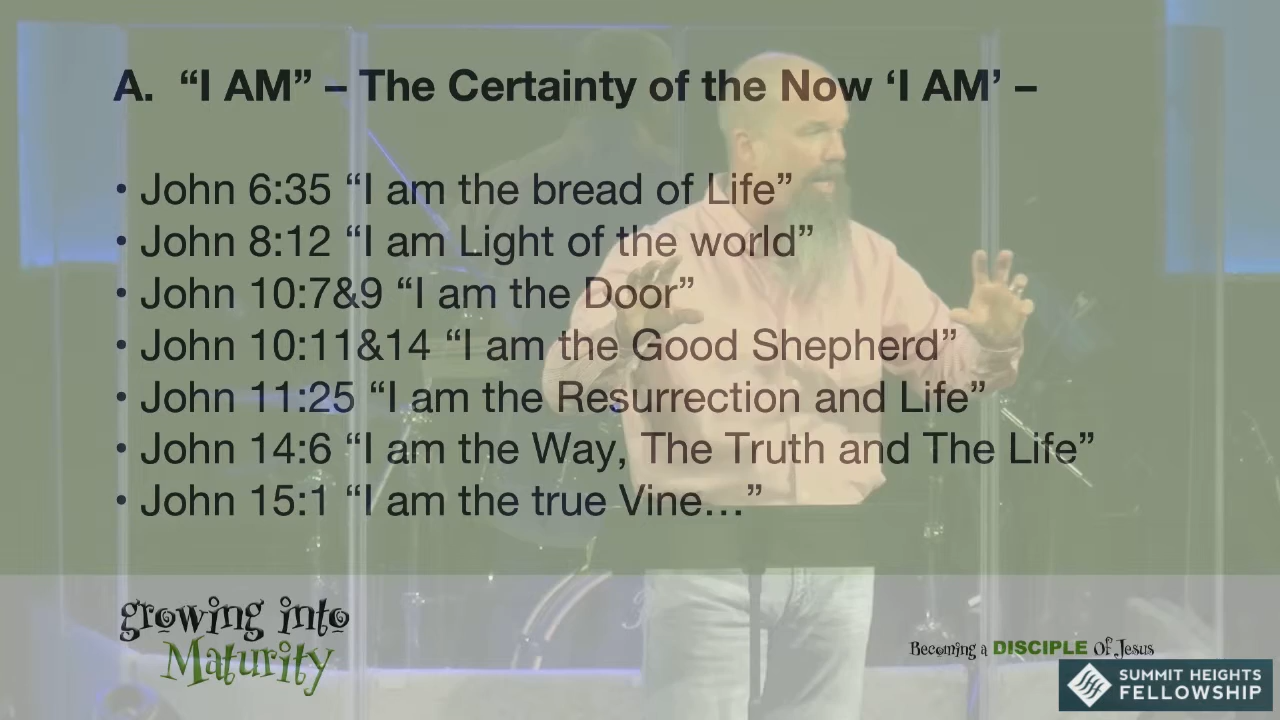 A. “I AM” – The Certainty of the Now ‘I AM’ –
• John 6:35 “I am the bread of Life”
• John 8:12 “I am Light of the world”
• John 10:7&9 “I am the Door”
• John 10:11&14 “I am the Good Shepherd”
• John 11:25 “I am the Resurrection and Life”
• John 14:6 “I am the Way, The Truth and The Life”
• John 15:1 “I am the true Vine…”
growing into
Maturity
Becoming a DISCIPLE Of Jesus
SUMMIT HEIGHTS
FELLOWSHIP